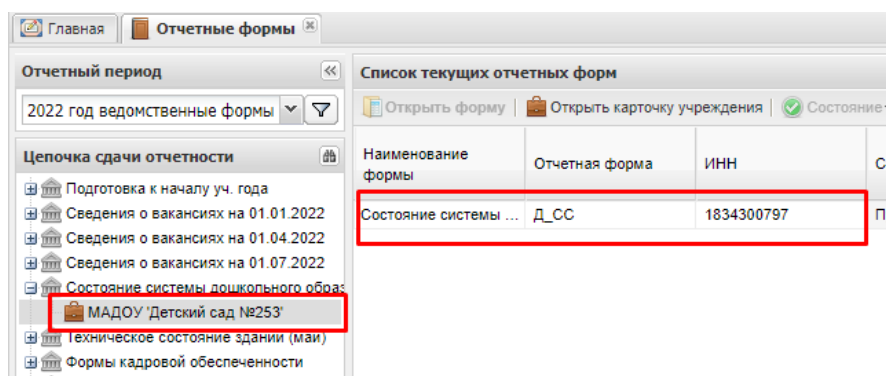 Главная
Отчетные формы
Отчетный период
2022 год ведомственные формы
Цепочка сдачи отчетности
Подготовка к началу уч. года
Сведения о вакансиях на 01.01.2022
Сведения о вакансиях на 01.04.2022
Сведения о вакансиях на 01.07.2022
Состояние системы дошкольного образ
МАДОУ 'Детский сад №253'
Техническое состояние зданий (май)
Формы кадровой обеспеченности
Список текущих отчетных форм
Открыть форму | Открыть карточку учреждения | Состояние
Наименование формы Отчетная форма ИНН С
Состояние системы ... Д_СС 1834300797 П